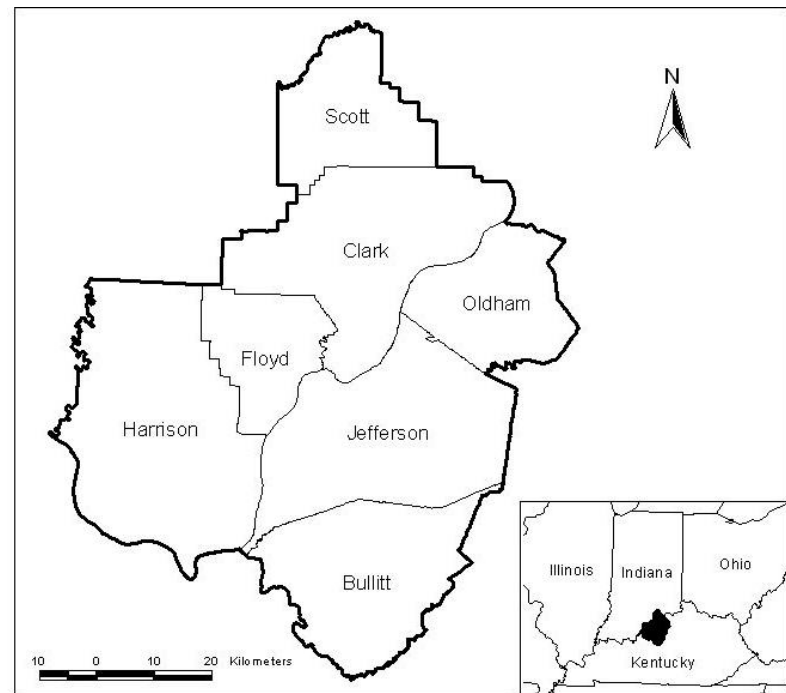 N
Scott
Clark
Oldham
Floyd
Harrison
Jefferson
Bullitt
Illinois
Indiana
Ohio
Kentucky
10 0 10 20 Kilometers